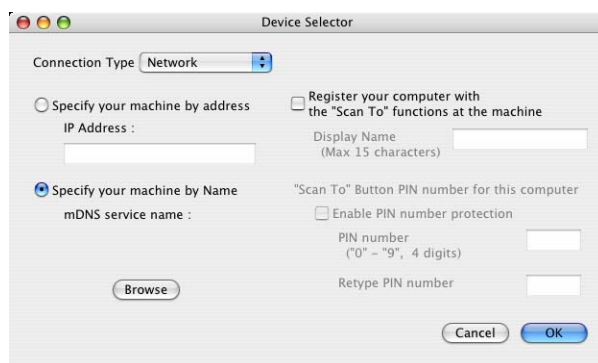 Device Selector
Connection Type Network
Specify your machine by address
IP Address :
Specify your machine by Name
mDNS service name :
Browse
Register your computer with
the "Scan To" functions at the machine
Display Name
(Max 15 characters)
"Scan To" Button PIN number for this computer
Enable PIN number protection
PIN number
("0" – "9", 4 digits)
Retype PIN number
Cancel OK